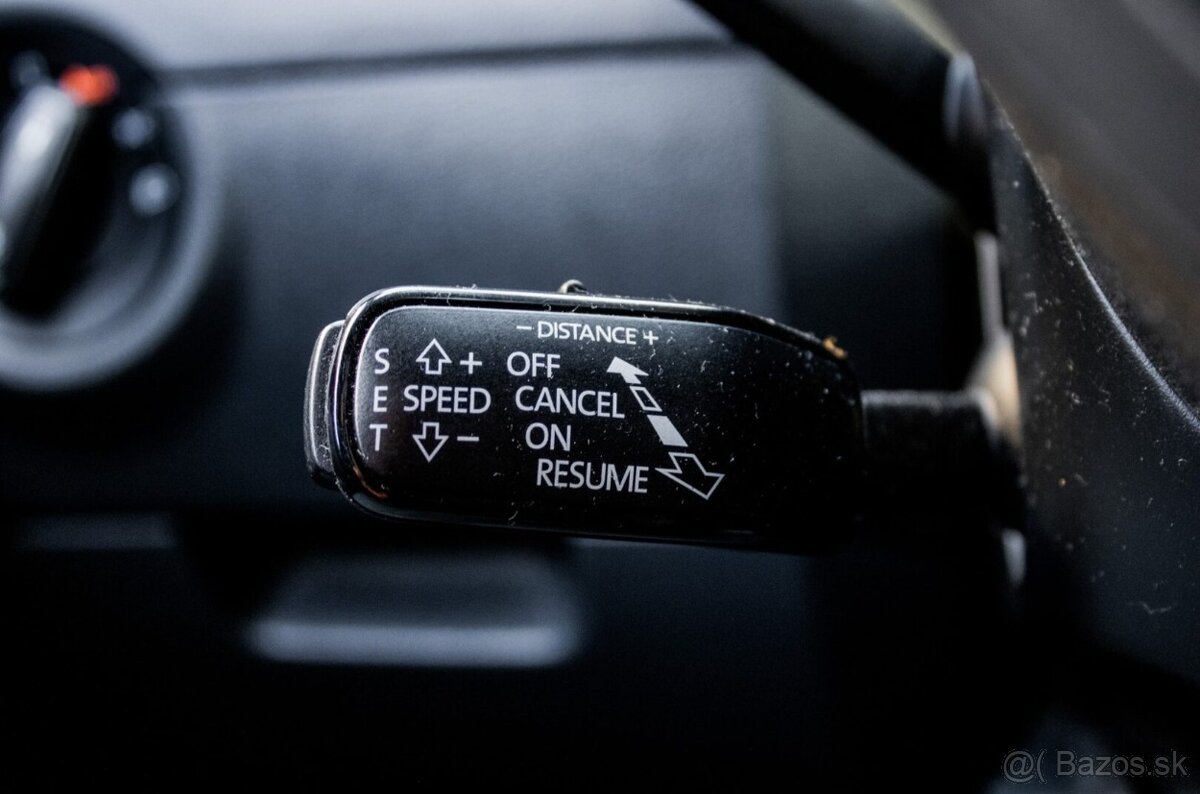 - DISTANCE +
S + OFF
E SPEED CANCEL
T - ON
RESUME
@( Bazos.sk